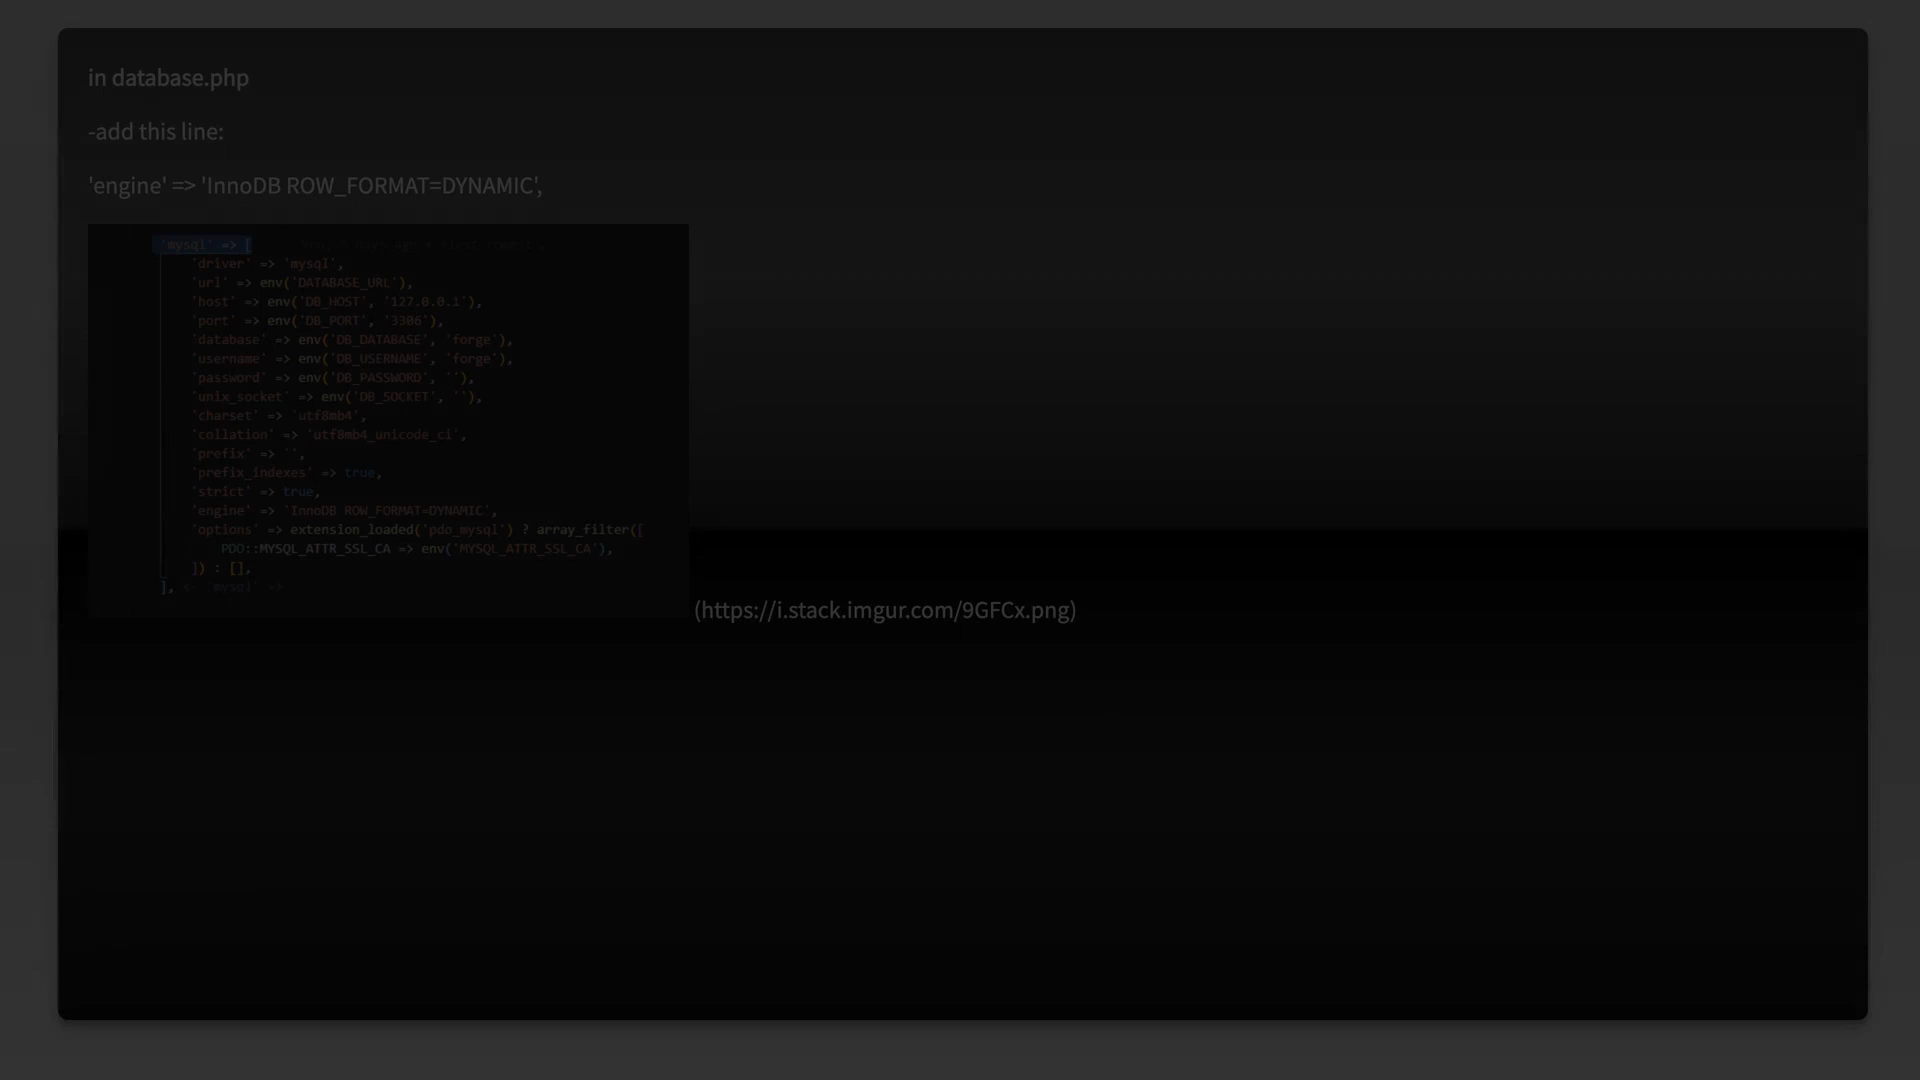 in database.php
-add this line:
'engine' => 'InnoDB ROW_FORMAT=DYNAMIC',
'mysql' => [
'driver' => 'mysql',
'url' => env('DATABASE_URL'),
'host' => env('DB_HOST', '127.0.0.1'),
'port' => env('DB_PORT', '3306'),
'database' => env('DB_DATABASE', 'forge'),
'username' => env('DB_USERNAME', 'forge'),
'password' => env('DB_PASSWORD', ''),
'unix_socket' => env('DB_SOCKET', ''),
'charset' => 'utf8mb4',
'collation' => 'utf8mb4_unicode_ci',
'prefix' => '',
'prefix_indexes' => true,
'strict' => true,
'engine' => 'InnoDB ROW_FORMAT=DYNAMIC',
'options' => extension_loaded('pdo_mysql') ? array_filter([
PDO::MYSQL_ATTR_SSL_CA => env('MYSQL_ATTR_SSL_CA'),
]) : [],
], <- 'mysql' ->
(https://i.stack.imgur.com/9GFCx.png)